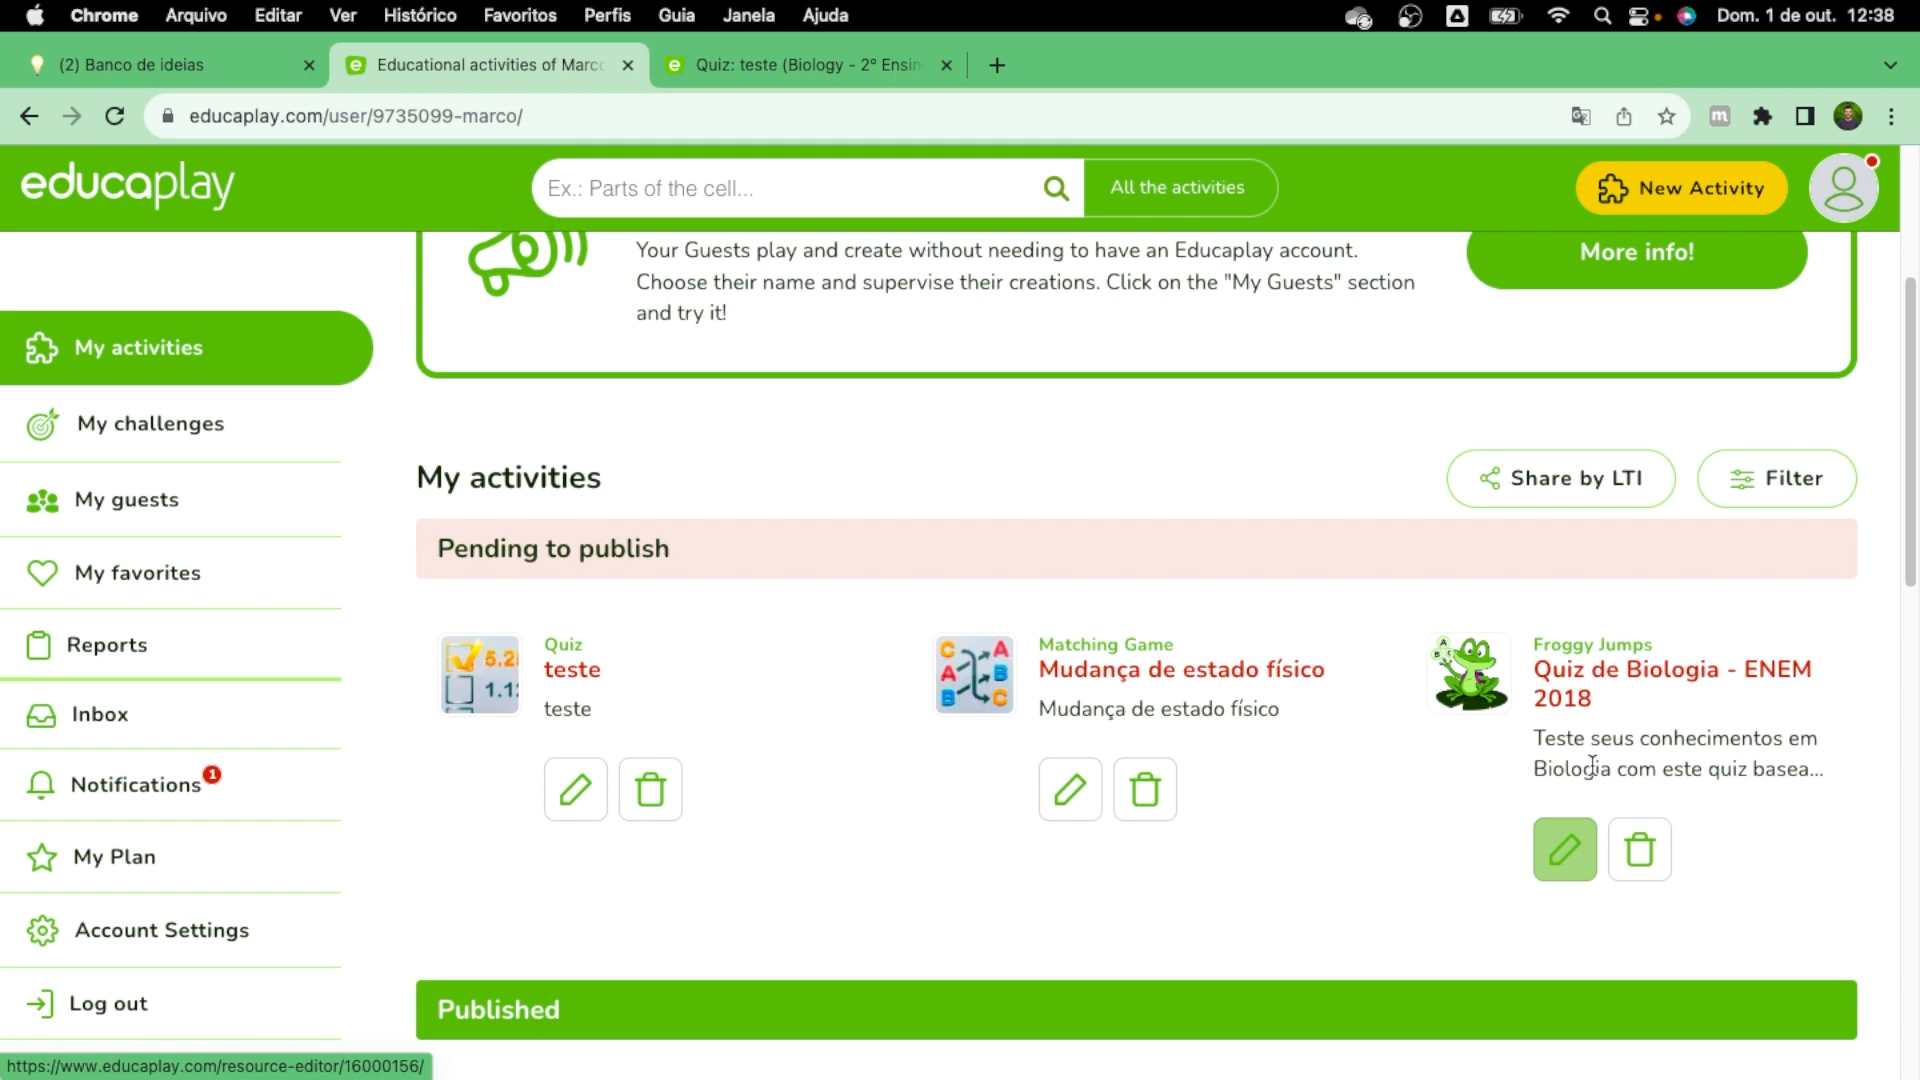 Chrome Arquivo Editar Ver Histórico Favoritos Perfis Guia Janela Ajuda Dom. 1 de out. 12:38
(2) Banco de ideias
Educational activities of Marco
Quiz: teste (Biology - 2º Ensin
educaplay.com/user/9735099-marco/
educaplay
Ex.: Parts of the cell...
All the activities
New Activity
Your Guests play and create without needing to have an Educaplay account.
Choose their name and supervise their creations. Click on the "My Guests" section
and try it!
More info!
My activities
My challenges
My guests
My favorites
Reports
Inbox
Notifications 1
My Plan
Account Settings
Log out
My activities
Share by LTI
Filter
Pending to publish
5.2
1.1
Quiz
teste
teste
C A
A B
B C
Matching Game
Mudança de estado físico
Mudança de estado físico
A
B C
Froggy Jumps
Quiz de Biologia - ENEM
2018
Teste seus conhecimentos em
Biologia com este quiz basea...
Published
https://www.educaplay.com/resource-editor/16000156/